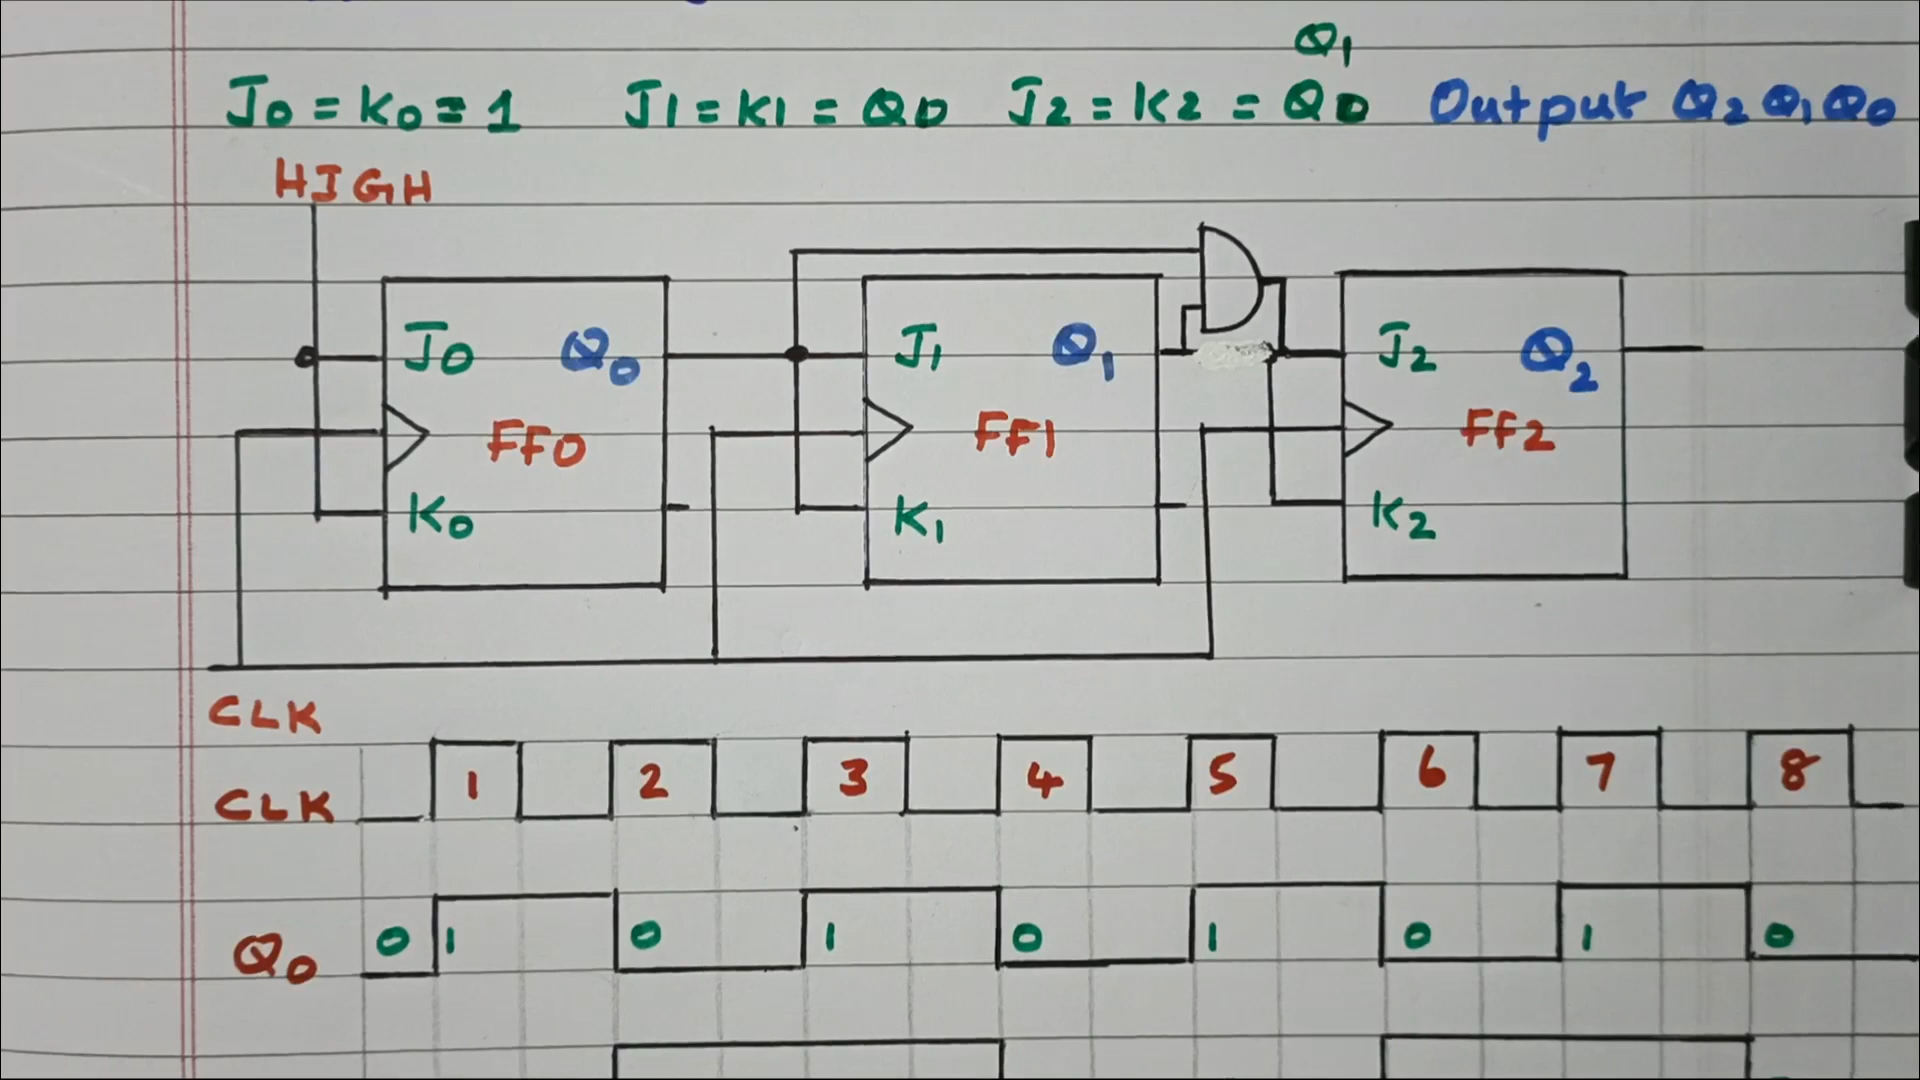 Q1
J0 = K0 = 1 J1 = K1 = Q0 J2 = K2 = Q0 Output Q2 Q1 Q0
HIGH
J0 Q0 J1 Q1 J2 Q2
FF0 FF1 FF2
K0 K1 K2
CLK
CLK 1 2 3 4 5 6 7 8
Q0 0 1 0 1 0 1 0 1 0